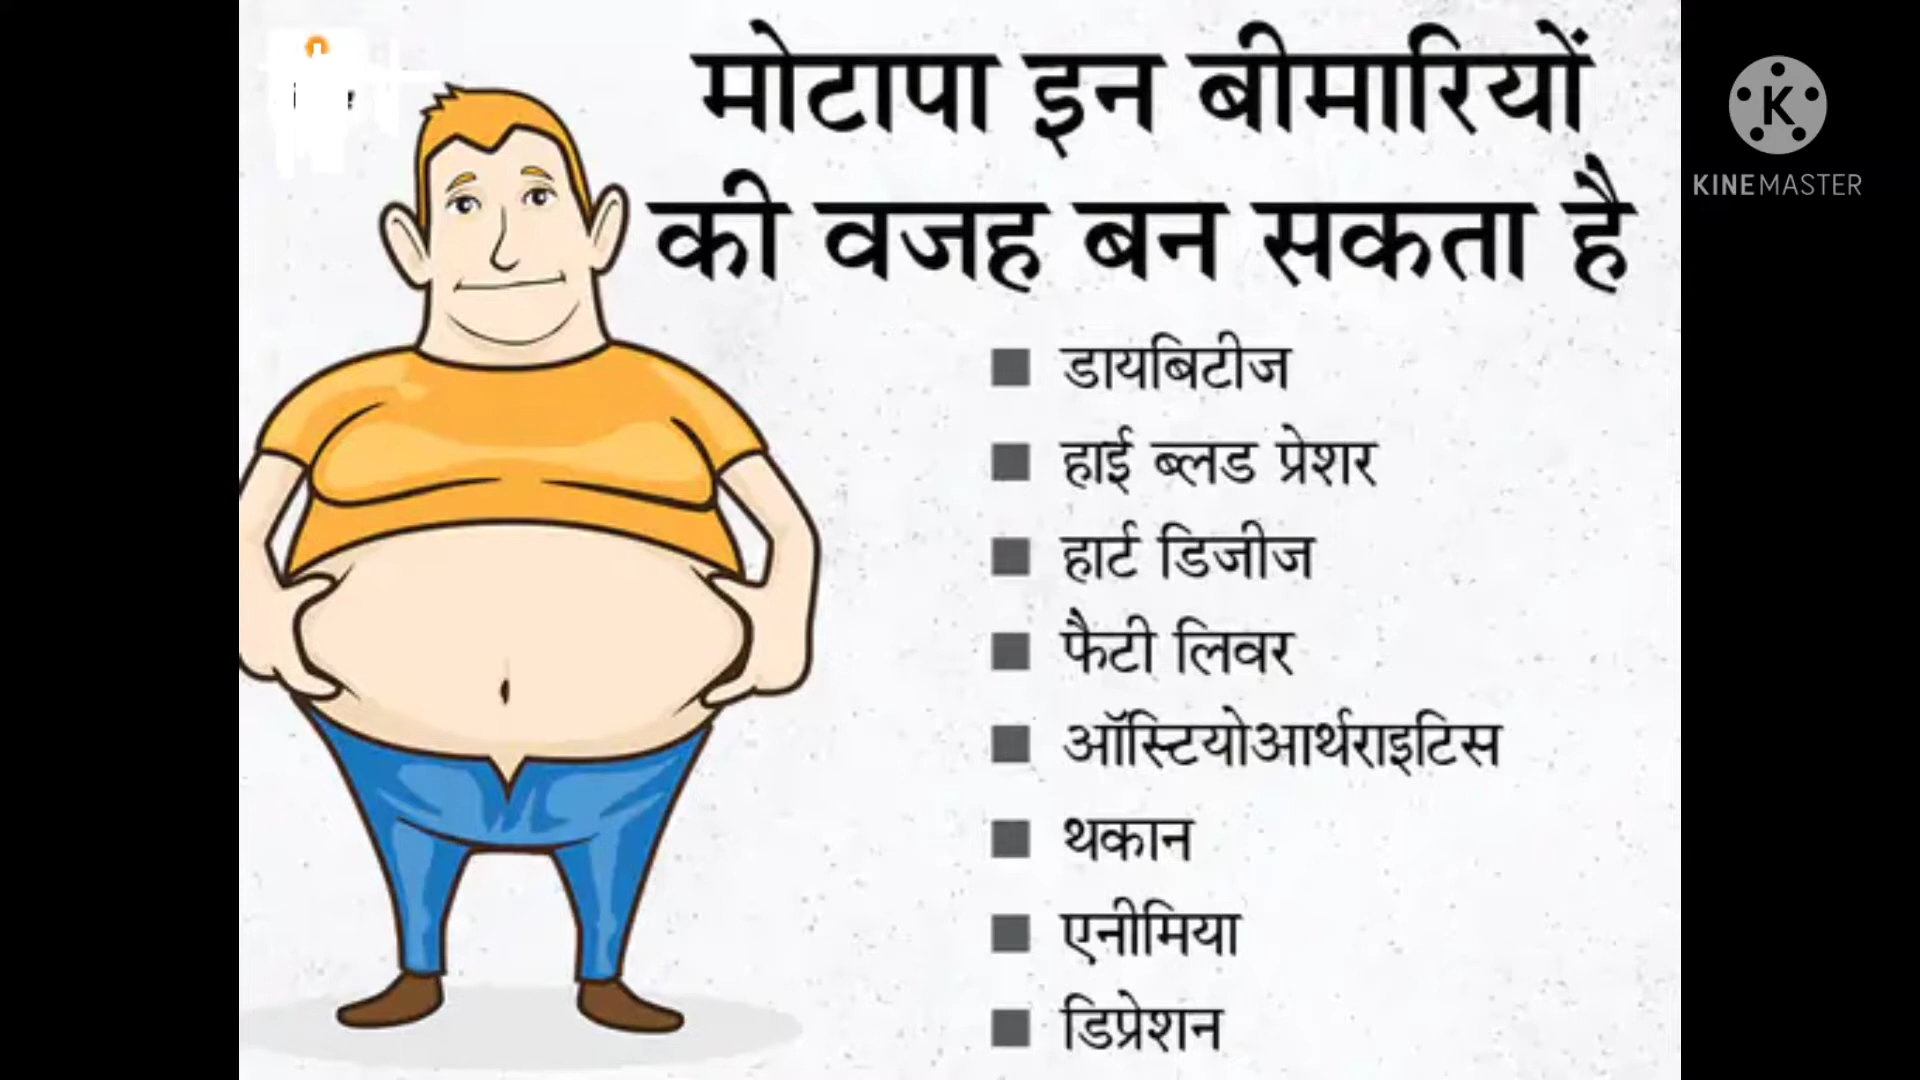 मोटापा इन बीमारियों
की वजह बन सकता है
डायबिटीज
हाई ब्लड प्रेशर
हार्ट डिजीज
फैटी लिवर
ऑस्टियोआर्थराइटिस
थकान
एनीमिया
डिप्रेशन
K
KINEMASTER